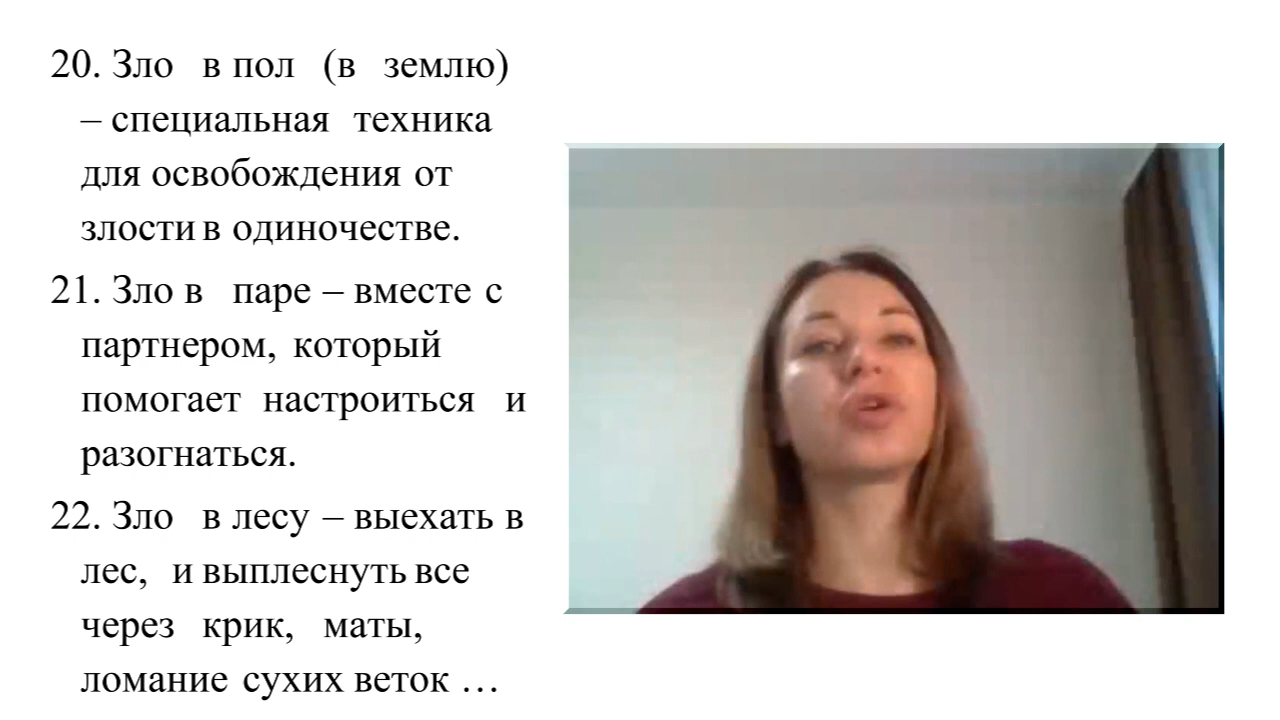 20. Зло в пол (в землю)
– специальная техника
для освобождения от
злости в одиночестве.
21. Зло в паре – вместе с
партнером, который
помогает настроиться и
разогнаться.
22. Зло в лесу – выехать в
лес, и выплеснуть все
через крик, маты,
ломание сухих веток …